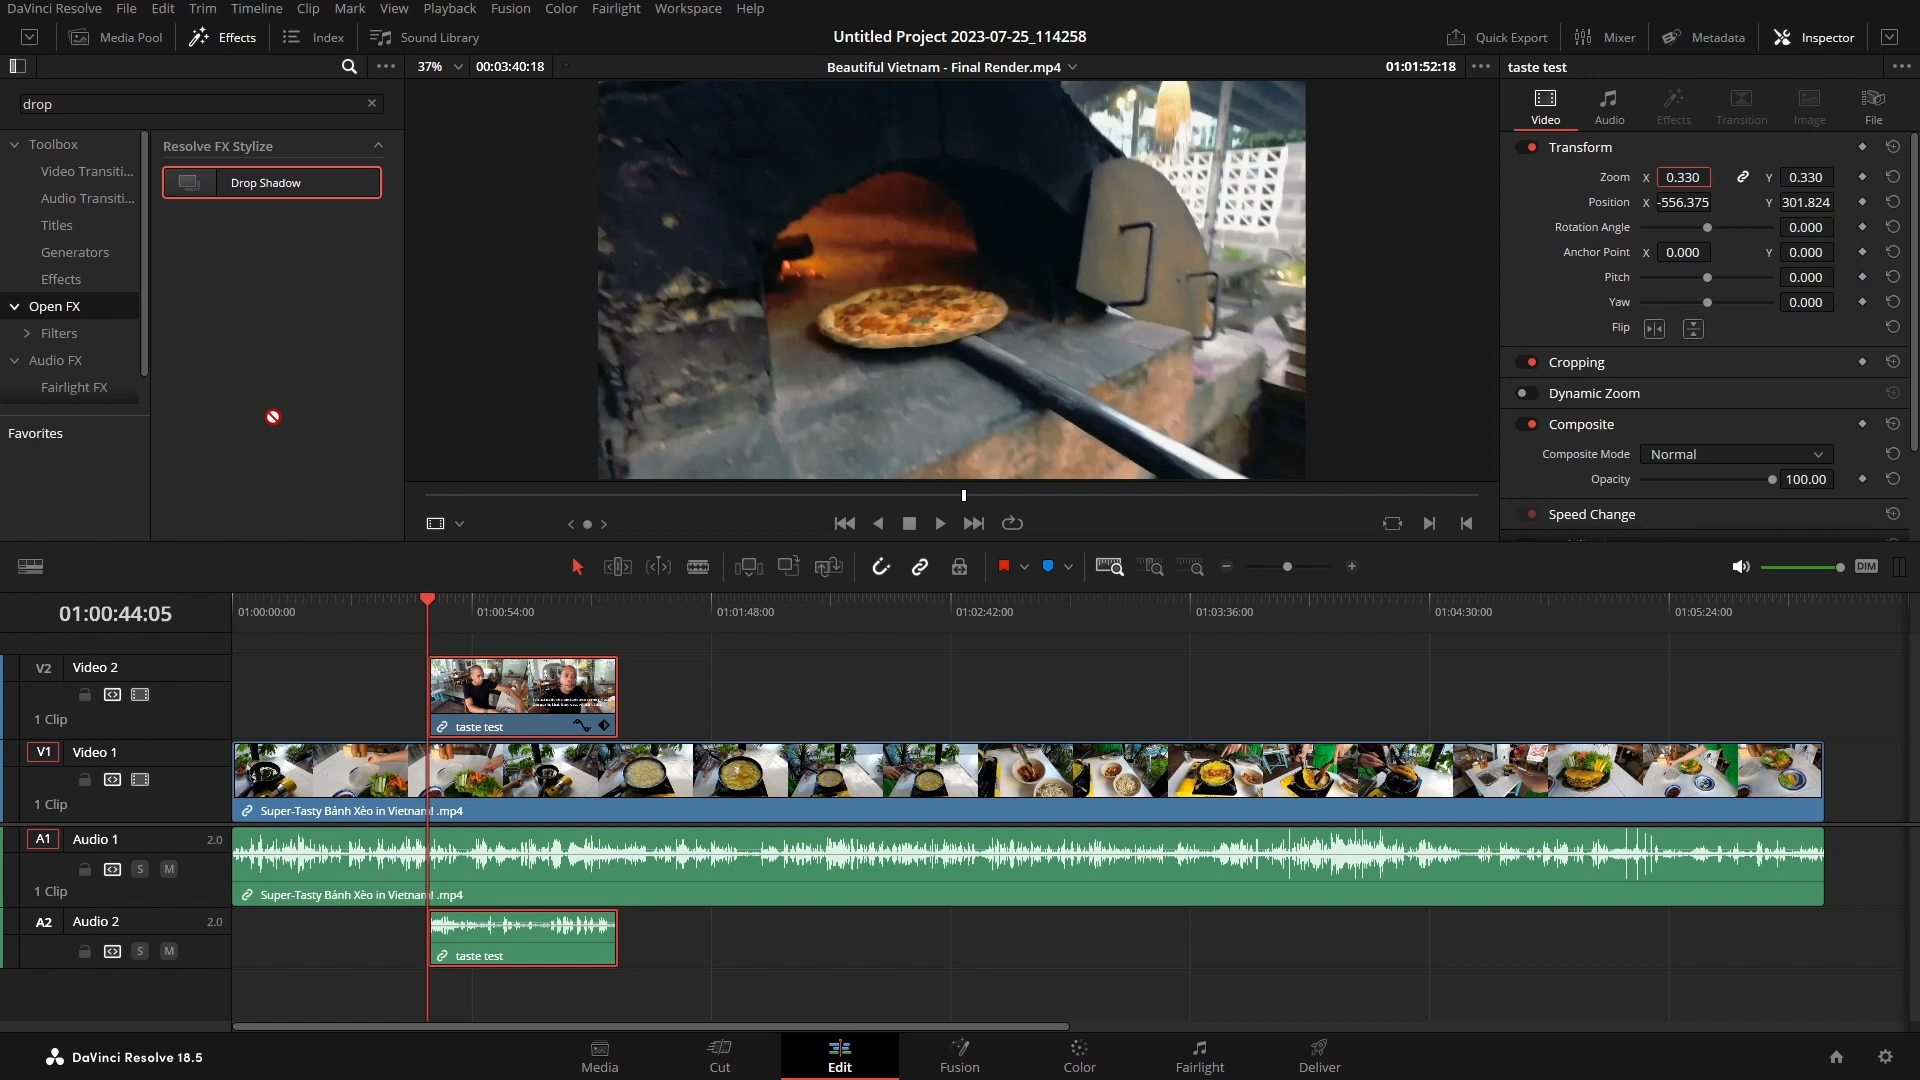 DaVinci Resolve File Edit Trim Timeline Clip Mark View Playback Fusion Color Fairlight Workspace Help
Media Pool Effects Index Sound Library
Untitled Project 2023-07-25_114258
Quick Export Mixer Metadata Inspector
37% 00:03:40:18
Beautiful Vietnam - Final Render.mp4
01:01:52:18
taste test
drop
Toolbox
Video Transiti...
Audio Transiti...
Titles
Generators
Effects
Open FX
Filters
Audio FX
Fairlight FX
Favorites
Resolve FX Stylize
Drop Shadow
Video Audio Effects Transition Image File
Transform
Zoom X 0.330 Y 0.330
Position X -556.375 Y 301.824
Rotation Angle 0.000
Anchor Point X 0.000 Y 0.000
Pitch 0.000
Yaw 0.000
Flip
Cropping
Dynamic Zoom
Composite
Composite Mode Normal
Opacity 100.00
Speed Change
DIM
01:00:44:05
01:00:00:00 01:00:54:00 01:01:48:00 01:02:42:00 01:03:36:00 01:04:30:00 01:05:24:00
V2 Video 2
1 Clip
taste test
V1 Video 1
1 Clip
Super-Tasty Bánh Xèo in Vietnam! .mp4
A1 Audio 1 2.0
S M
1 Clip
Super-Tasty Bánh Xèo in Vietnam! .mp4
A2 Audio 2 2.0
S M
taste test
DaVinci Resolve 18.5
Media Cut Edit Fusion Color Fairlight Deliver